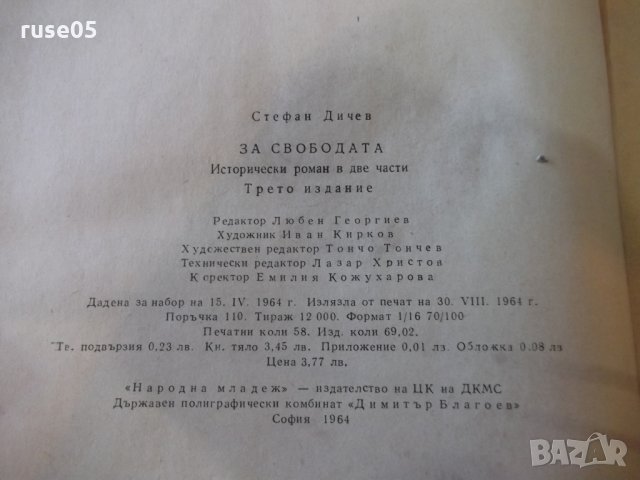 ruse05
Стефан Дичев
ЗА СВОБОДАТА
Исторически роман в две части
Трето издание
Редактор Любен Георгиев
Художник Иван Кирков
Художествен редактор Тончо Тончев
Технически редактор Лазар Христов
Коректор Емилия Кожухарова
Дадена за набор на 15. IV. 1964 г. Излязла от печат на 30. VIII. 1964 г.
Поръчка 110. Тираж 12 000. Формат 1/16 70/100
Печатни коли 58. Изд. коли 69,02.
Те. подвързия 0,23 лв. Кн. тяло 3,45 лв. Приложение 0,01 лв. Обложка 0,08 лв
Цена 3,77 лв.
«Народна младеж» — издателство на ЦК на ДКМС
Държавен полиграфически комбинат «Димитър Благоев»
София 1964
BAZAR.bg